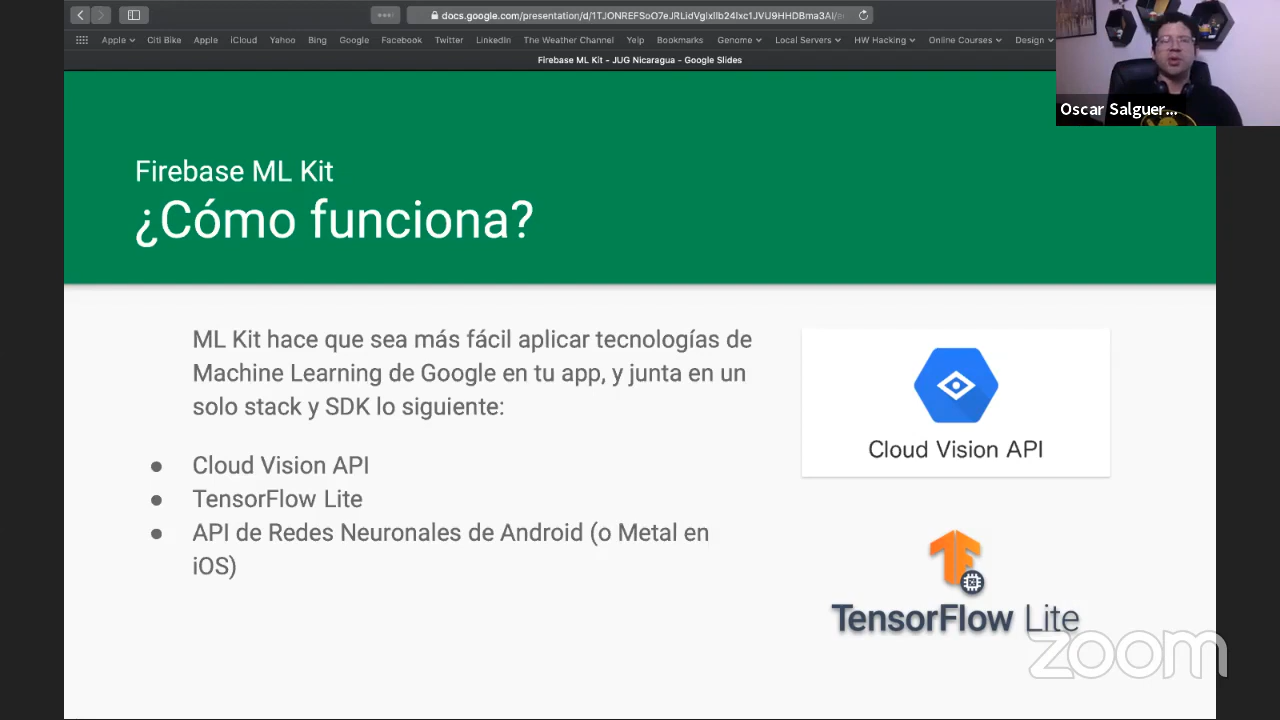 docs.google.com/presentation/d/
Apple Citi Bike Apple iCloud Yahoo Bing Google Facebook Twitter LinkedIn The Weather Channel Yelp Bookmarks Genome Local Servers HW Hacking Online Courses Design
Firebase ML Kit - JUG Nicaragua - Google Slides
Oscar Salguer...
Firebase ML Kit
¿Cómo funciona?
ML Kit hace que sea más fácil aplicar tecnologías de
Machine Learning de Google en tu app, y junta en un
solo stack y SDK lo siguiente:
● Cloud Vision API
● TensorFlow Lite
● API de Redes Neuronales de Android (o Metal en
iOS)
Cloud Vision API
TensorFlow Lite
zoom